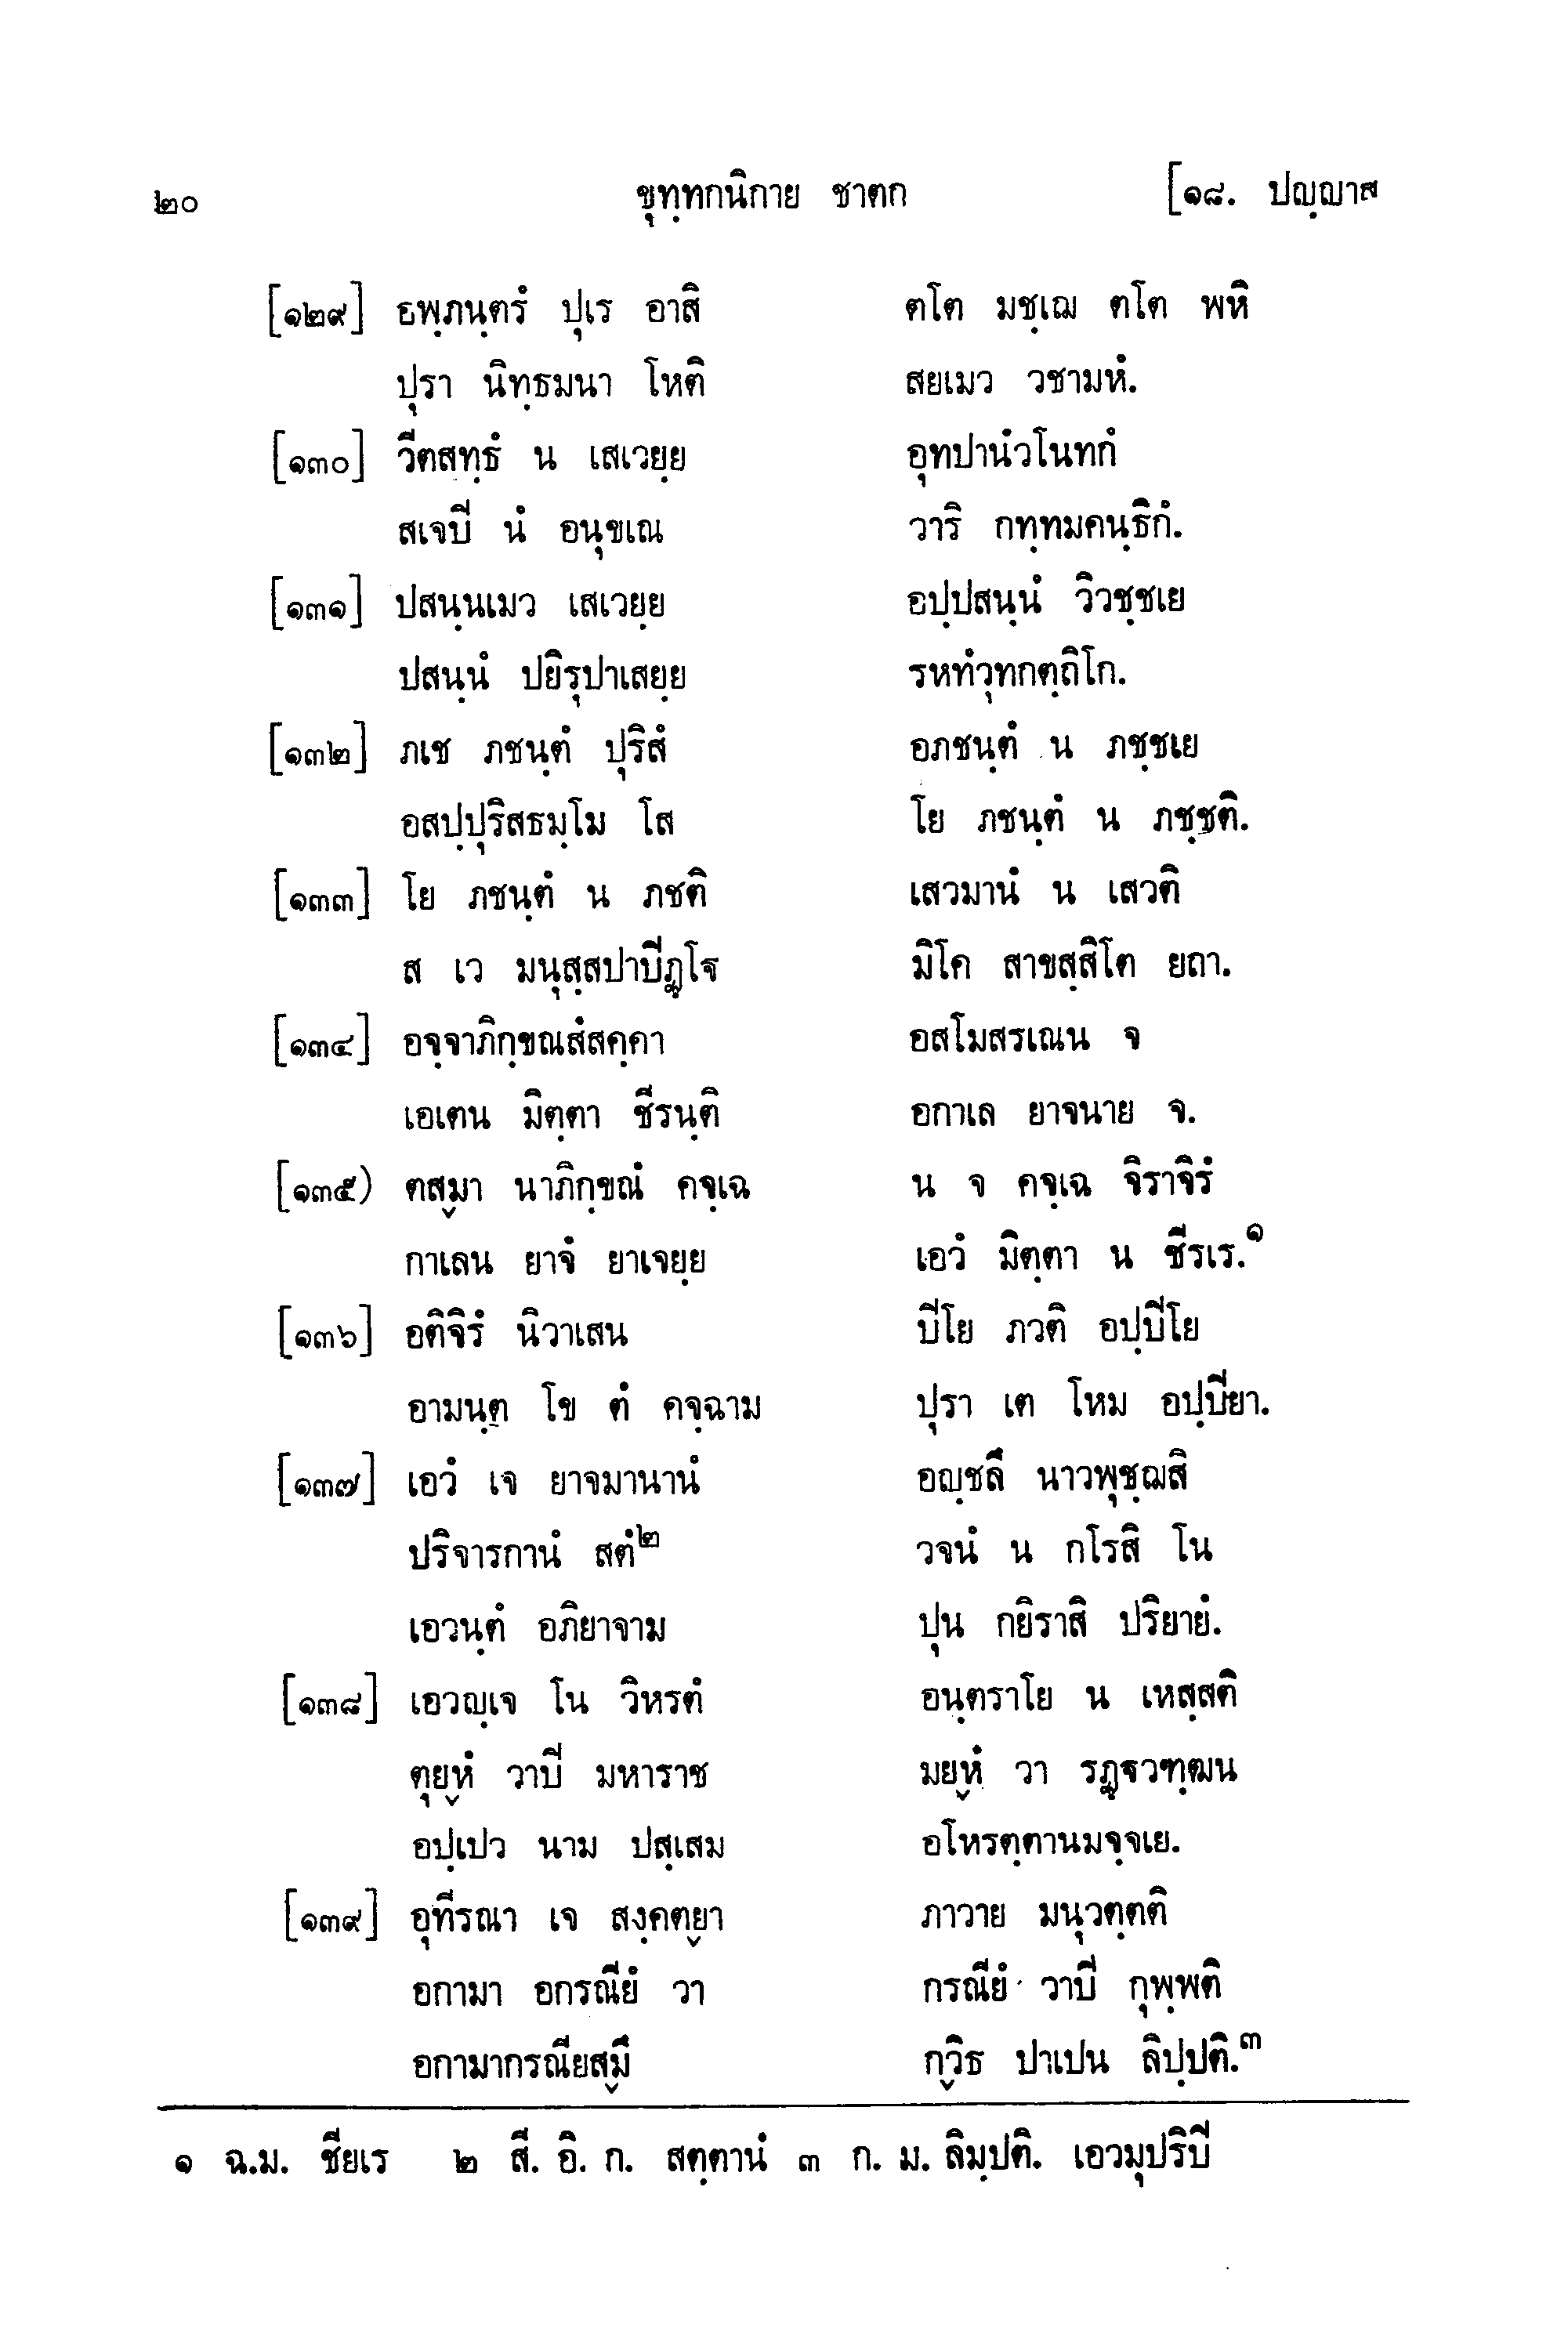 ๒๐ ขุทฺทกนิกาย ชาตก [๑๘. ปญฺญาส
[๑๒๙] อพฺภนฺตรํ ปุเร อาสิ ตโต มชฺเฌ ตโต พหิ
ปุรา นิทฺธมนา โหติ สยเมว วชามหํ.
[๑๓๐] วีตสทฺธํ น เสเวยฺย อุทปานํวโนทกํ
สเจปี นํ อนุขเณ วาริ กทฺทมคนฺธิกํ.
[๑๓๑] ปสนฺนเมว เสเวยฺย อปฺปสนฺนํ วิวชฺชเย
ปสนฺนํ ปยิรุปาเสยฺย รหทํวุทกตฺถิโก.
[๑๓๒] ภเช ภชนฺตํ ปุริสํ อภชนฺตํ น ภชฺชเย
อสปฺปุริสธมฺโม โส โย ภชนฺตํ น ภชฺชติ.
[๑๓๓] โย ภชนฺตํ น ภชติ เสวมานํ น เสวติ
ส เว มนุสฺสปาปีฏฺโฐ มิโค สาขสฺสิโต ยถา.
[๑๓๔] อจฺจาภิกฺขณสํสคฺคา อสโมสรเณน จ
เอเตน มิตฺตา ชีรนฺติ อกาเล ยาจนาย จ.
[๑๓๕) ตสฺมา นาภิกฺขณํ คจฺเฉ น จ คจฺเฉ จิราจิรํ
กาเลน ยาจํ ยาเจยฺย เอวํ มิตฺตา น ชีรเร.๑
[๑๓๖] อติจิรํ นิวาเสน ปีโย ภวติ อปฺปีโย
อามนฺต โข ตํ คจฺฉาม ปุรา เต โหม อปฺปียา.
[๑๓๗] เอวํ เจ ยาจมานานํ อญฺชลึ นาวพุชฺฌสิ
ปริจารกานํ สตํ๒ วจนํ น กโรสิ โน
เอวนฺตํ อภิยาจาม ปุน กยิราสิ ปริยายํ.
[๑๓๘] เอวญฺเจ โน วิหรตํ อนฺตราโย น เหสฺสติ
ตุยฺหํ วาปี มหาราช มยฺหํ วา รฏฺฐวฑฺฒน
อปฺเปว นาม ปสฺเสม อโหรตฺตานมจฺจเย.
[๑๓๙] อุทีรณา เจ สงฺคตฺยา ภาวาย มนุวตฺตติ
อกามา อกรณียํ วา กรณียํ วาปี กุพฺพติ
อกามากรณียสฺมึ กฺวิธ ปาเปน ลิปฺปติ.๓
๑ ฉ.ม. ชียเร ๒ สี. อิ. ก. สตฺตานํ ๓ ก. ม. ลิมฺปติ. เอวมุปริปี